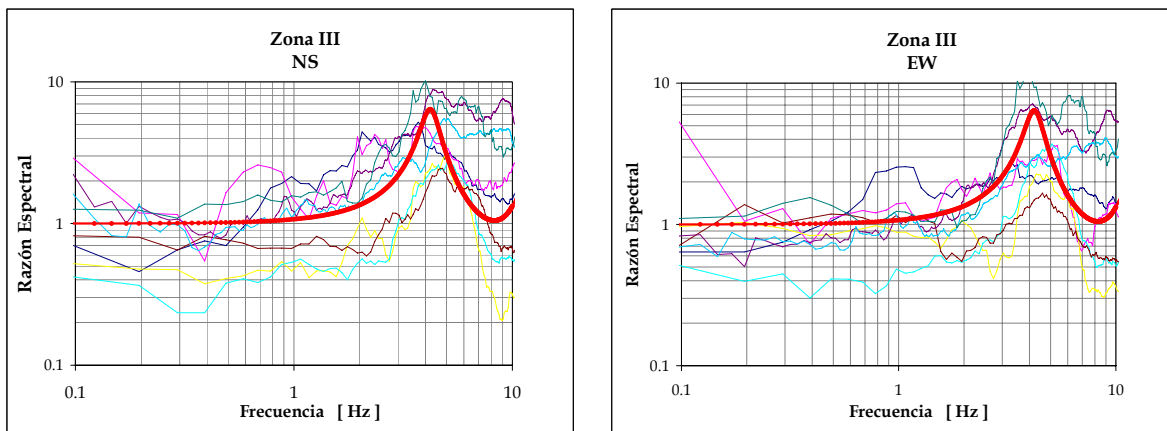 Zona III
NS
10
1
0.1
0.1
1
10
Razón Espectral
Frecuencia [ Hz ]
Zona III
EW
10
1
0.1
0.1
1
10
Razón Espectral
Frecuencia [ Hz ]